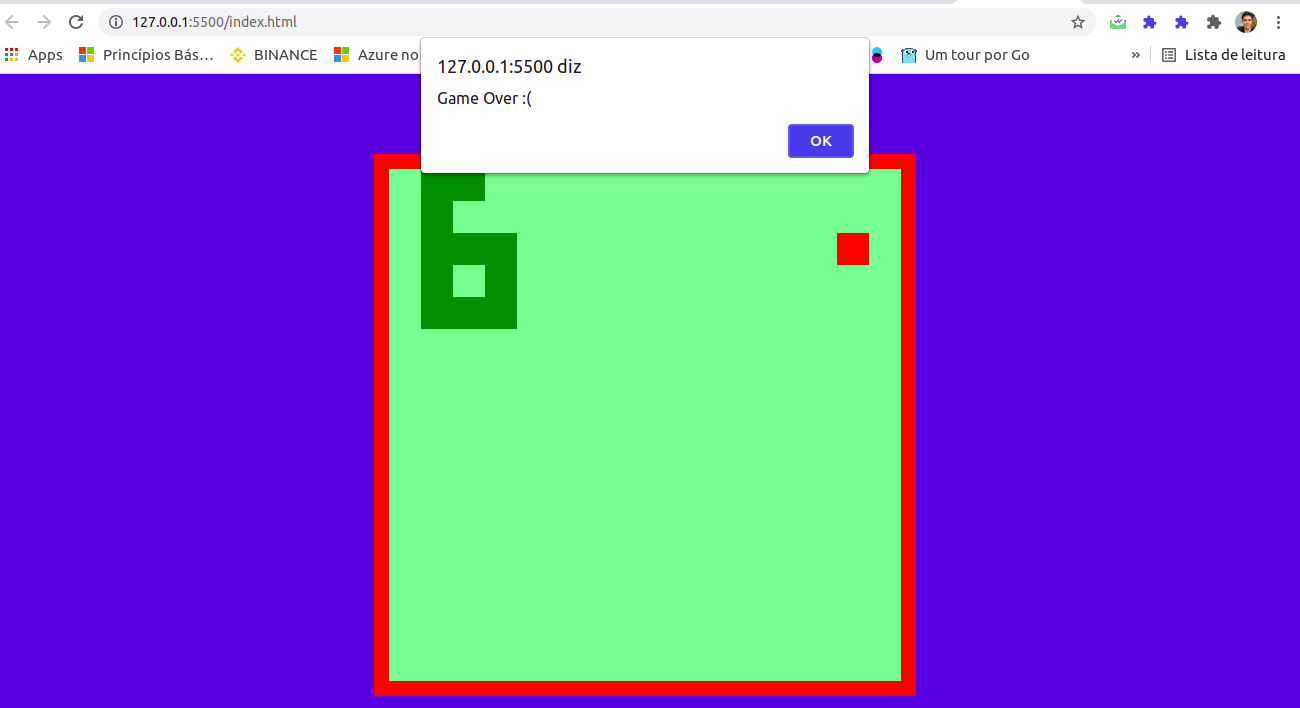 127.0.0.1:5500/index.html
Apps Princípios Bás... BINANCE Azure no Um tour por Go » Lista de leitura
127.0.0.1:5500 diz
Game Over :(
OK